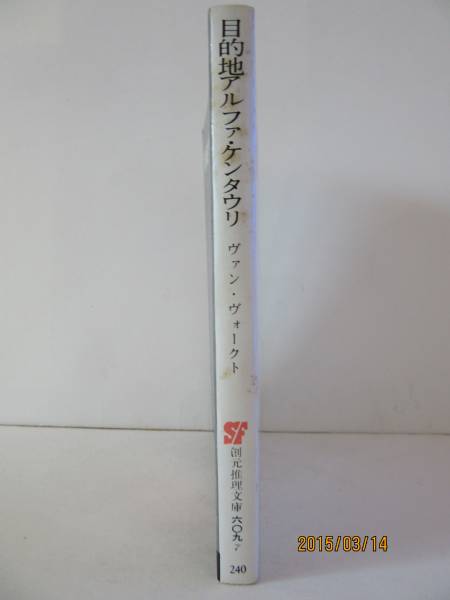 目的地アルファ・ケンタウリ
ヴァン・ヴォークト
SF
創元推理文庫 六〇九 7
240
2015/03/14